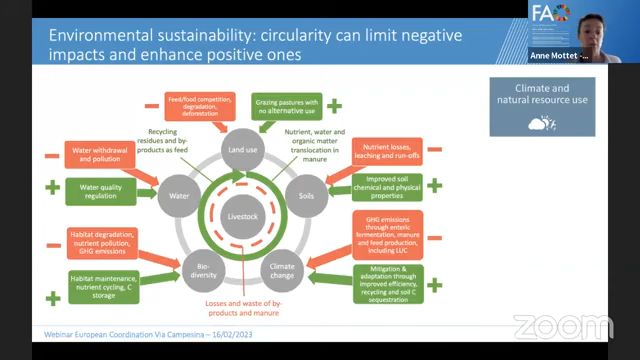 Environmental sustainability: circularity can limit negative
impacts and enhance positive ones
FAO
Anne Mottet -...
Climate and
natural resource use
Feed/food competition,
degradation,
deforestation
Grazing pastures with
no alternative use
Recycling
residues and by-
products as feed
Nutrient, water and
organic matter
translocation in
manure
Land use
Water withdrawal
and pollution
Water quality
regulation
Water
Nutrient losses,
leaching and run-offs
Improved soil
chemical and physical
properties
Soils
Livestock
Habitat degradation,
nutrient pollution,
GHG emissions
Habitat maintenance,
nutrient cycling, C
storage
Bio-
diversity
Climate
change
GHG emissions
through enteric
fermentation, manure
and feed production,
including LUC
Mitigation &
adaptation through
improved efficiency,
recycling and soil C
sequestration
Losses and waste of by-
products and manure
Webinar European Coordination Via Campesina – 16/02/2023
zoom